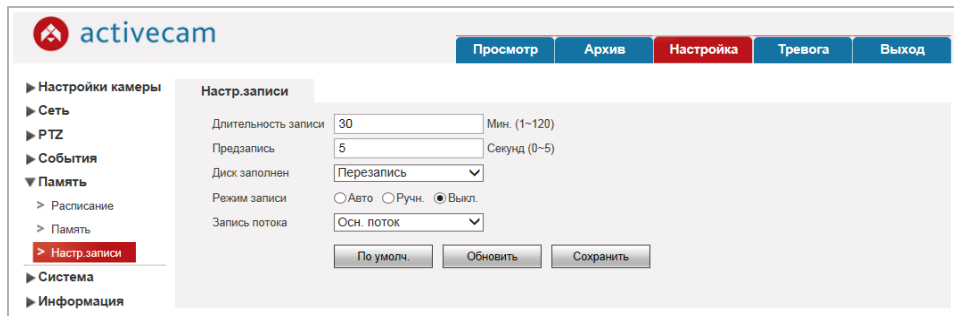 activecam
Просмотр Архив Настройка Тревога Выход
Настройки камеры
Сеть
PTZ
События
Память
> Расписание
> Память
> Настр.записи
Система
Информация
Настр.записи
Длительность записи 30 Мин. (1~120)
Предзапись 5 Секунд (0~5)
Диск заполнен Перезапись
Режим записи Авто Ручн. Выкл.
Запись потока Осн. поток
По умолч. Обновить Сохранить